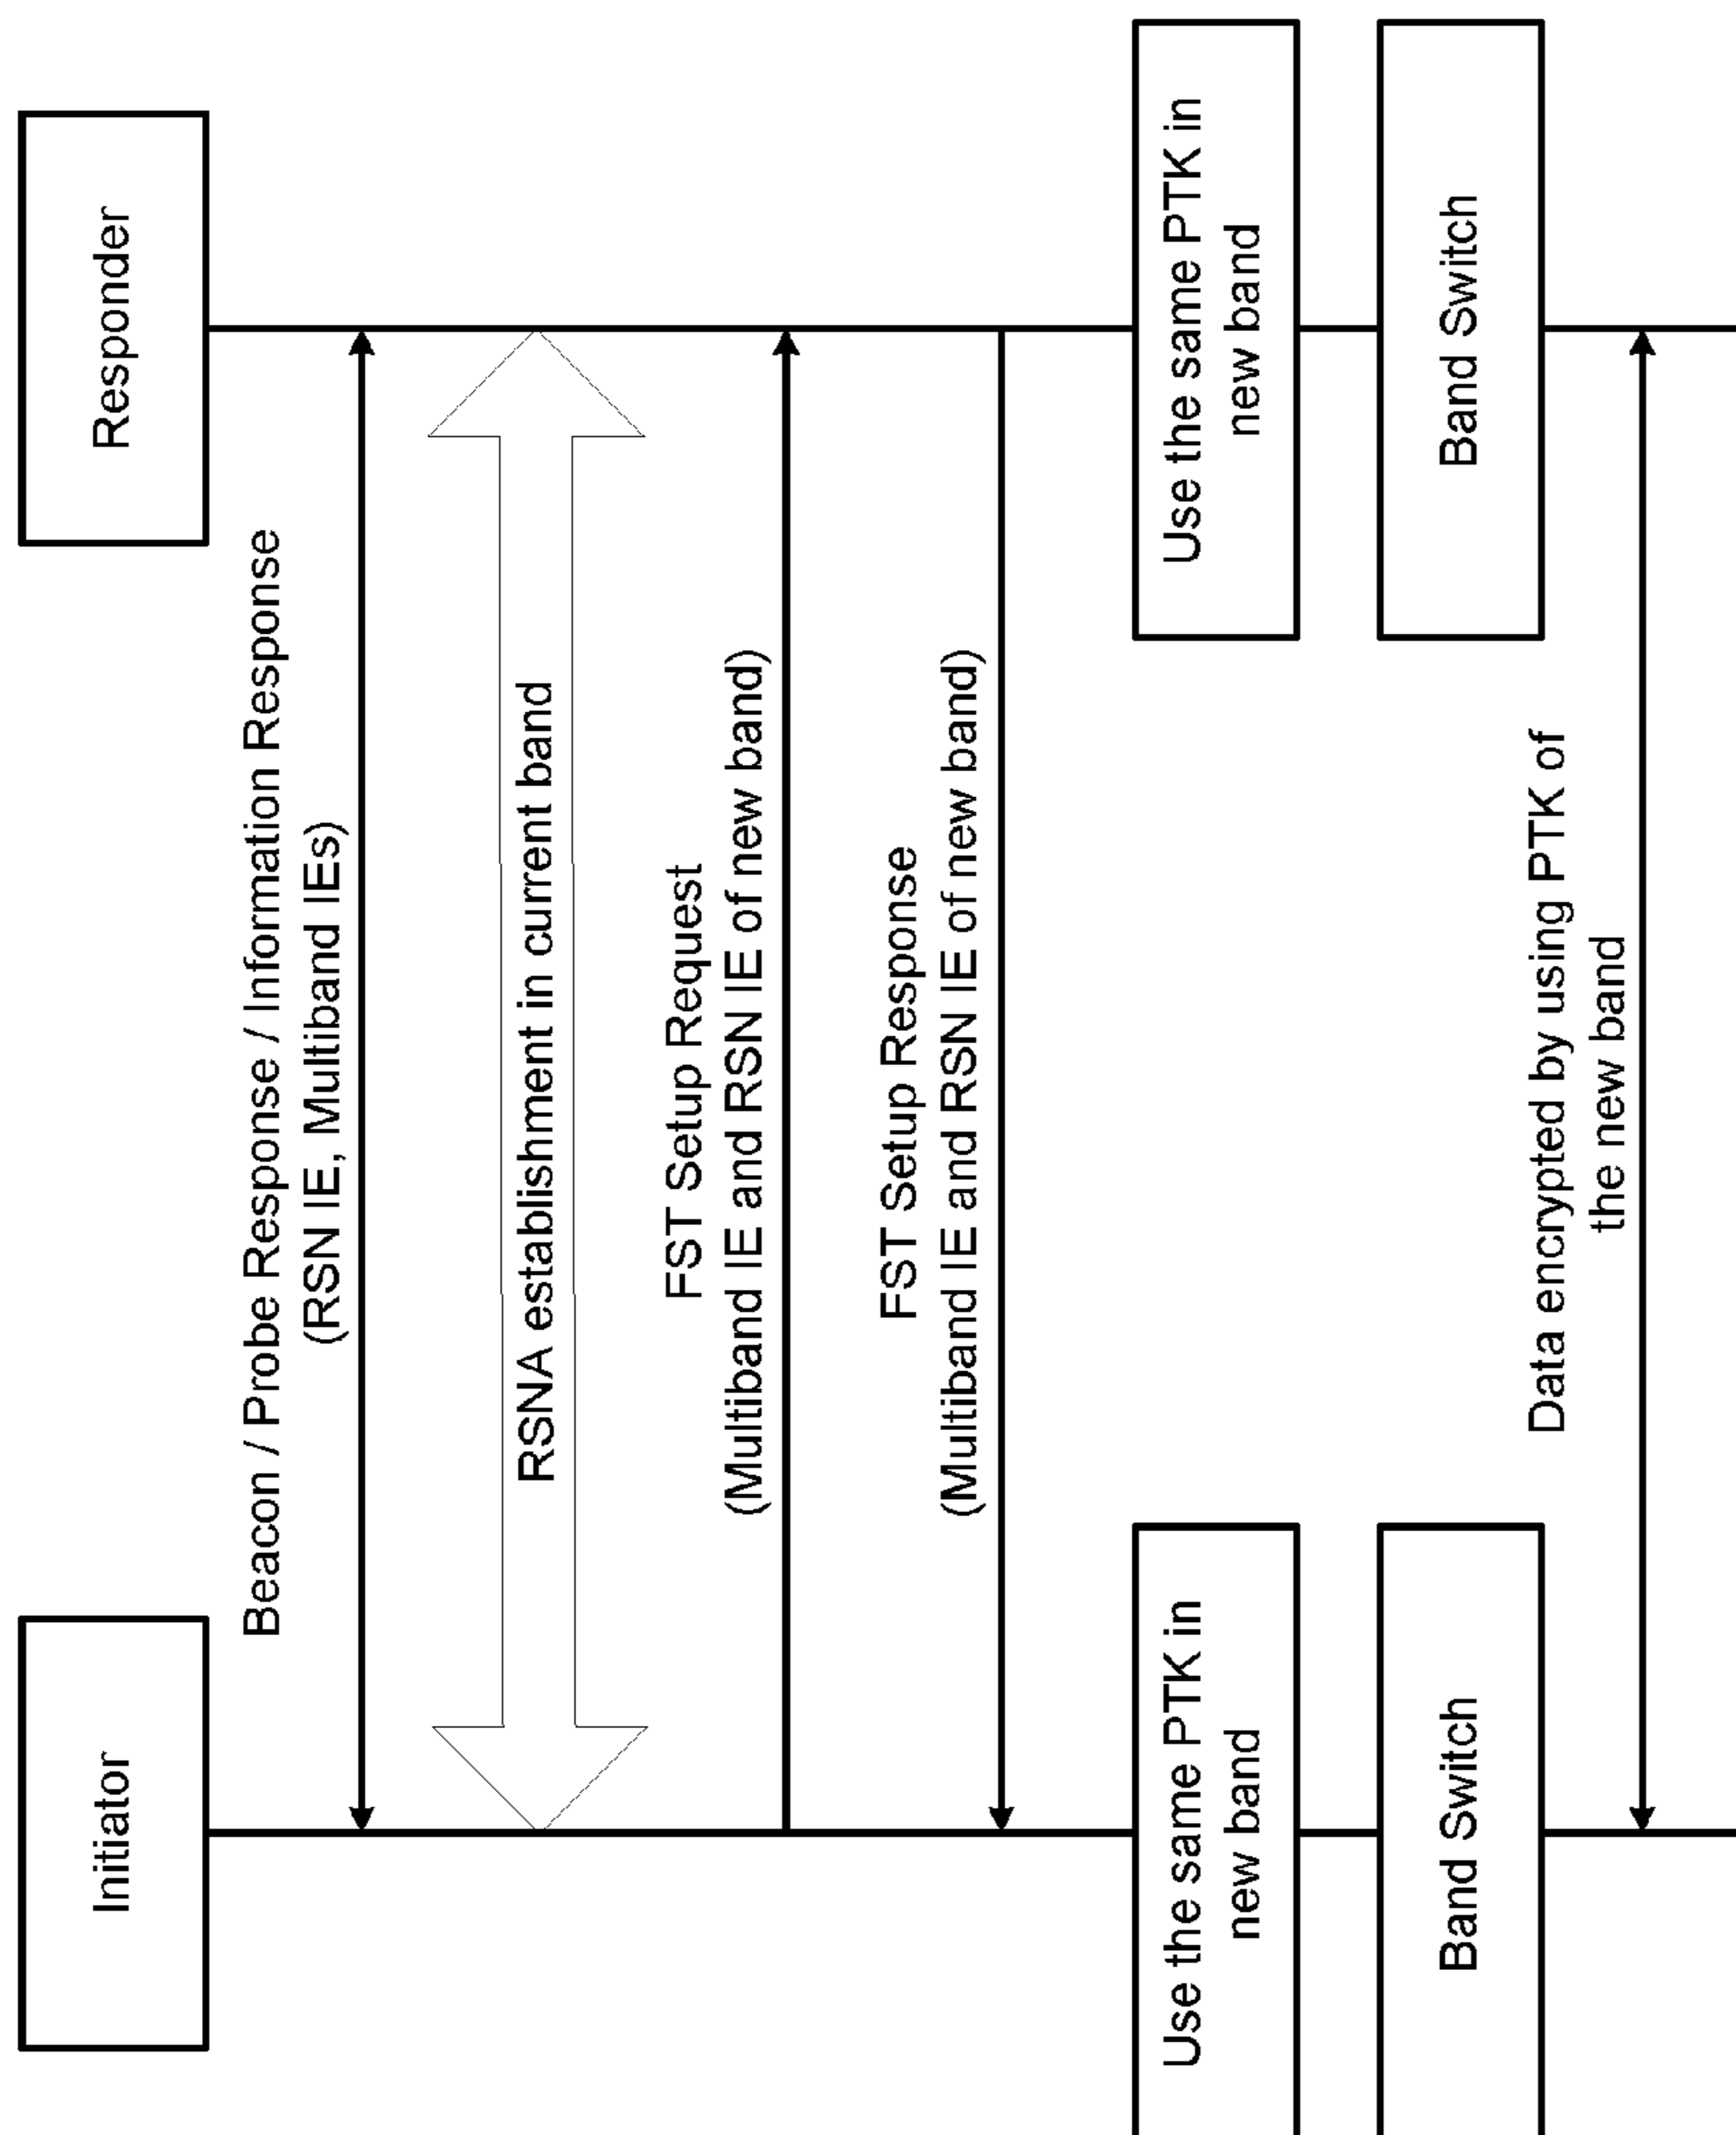 Initiator
Responder
Beacon / Probe Response / Information Response
(RSN IE, Multiband IEs)
RSNA establishment in current band
FST Setup Request
(Multiband IE and RSN IE of new band)
FST Setup Response
(Multiband IE and RSN IE of new band)
Use the same PTK in
new band
Use the same PTK in
new band
Band Switch
Band Switch
Data encrypted by using PTK of
the new band